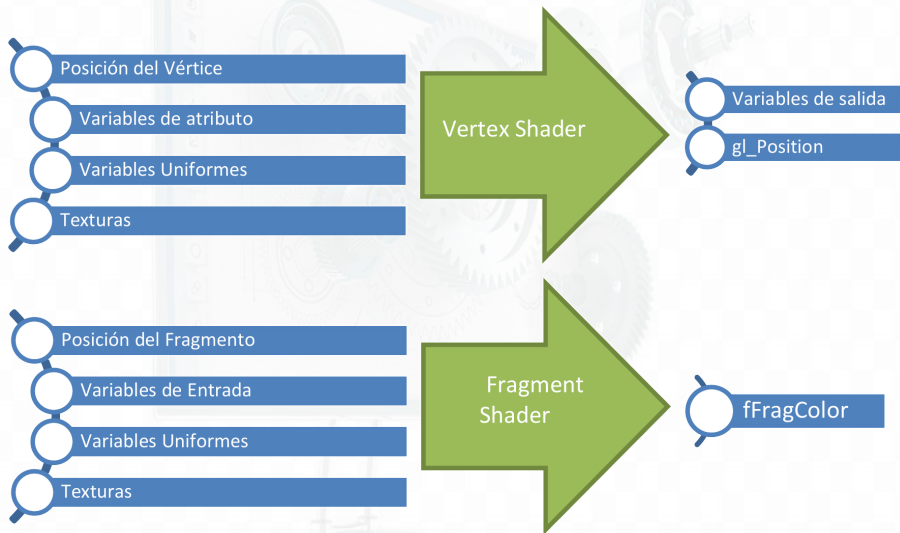 Posición del Vértice
Variables de atributo
Variables Uniformes
Texturas
Vertex Shader
Variables de salida
gl_Position
Posición del Fragmento
Variables de Entrada
Variables Uniformes
Texturas
Fragment
Shader
fFragColor